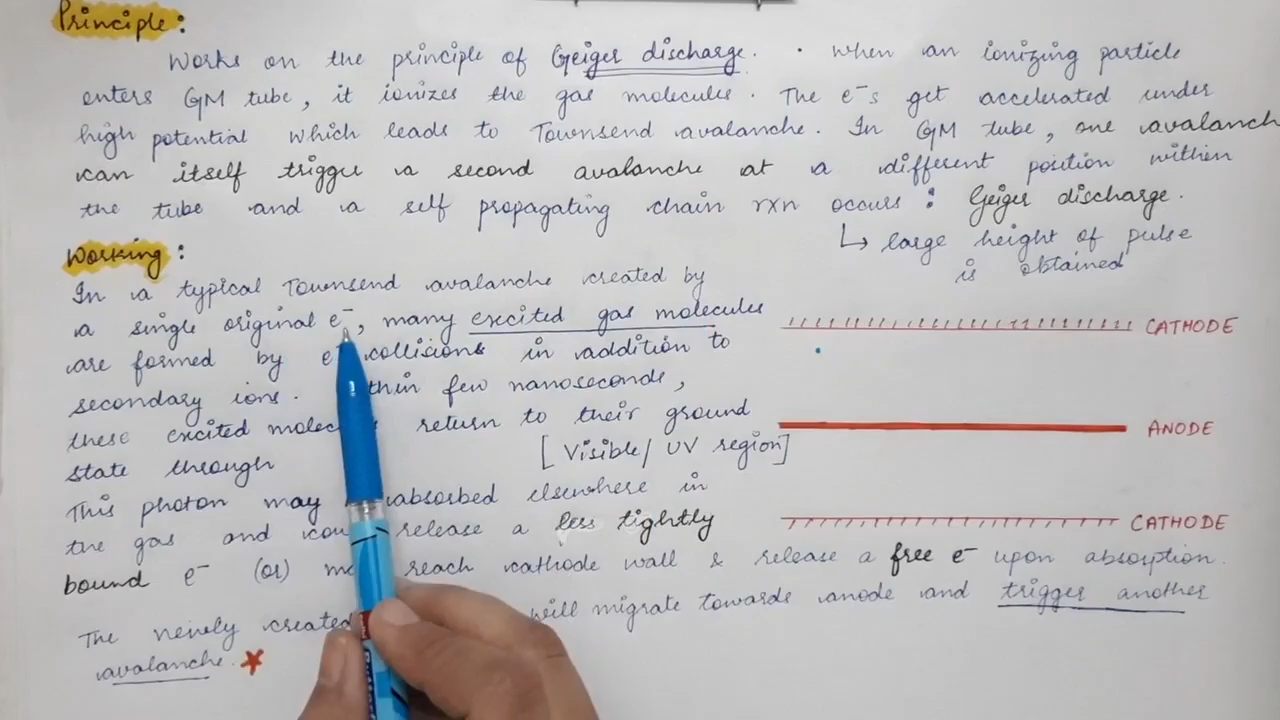 Principle:
Works on the principle of Geiger discharge. · When an ionizing particle
enters GM tube, it ionizes the gas molecules. The e⁻s get accelerated under
high potential which leads to Townsend avalanche. In GM tube, one avalanch
can itself trigger a second avalanche at a different position within
the tube and a self propagating chain rxn occurs : Geiger discharge.
↳ large height of pulse
is obtained
Working:
In a typical Townsend avalanche created by
a single original e⁻, many excited gas molecules
are formed by e⁻ collisions in addition to
secondary ions. few nanoseconds,
these excited return to their ground
state through [Visible/ UV region]
This photon may absorbed elsewhere in
the gas and release a less tightly
bound e⁻ (or) reach cathode wall & release a free e⁻ upon absorption.
The newly created will migrate towards anode and trigger another
avalanche.
CATHODE
ANODE
CATHODE